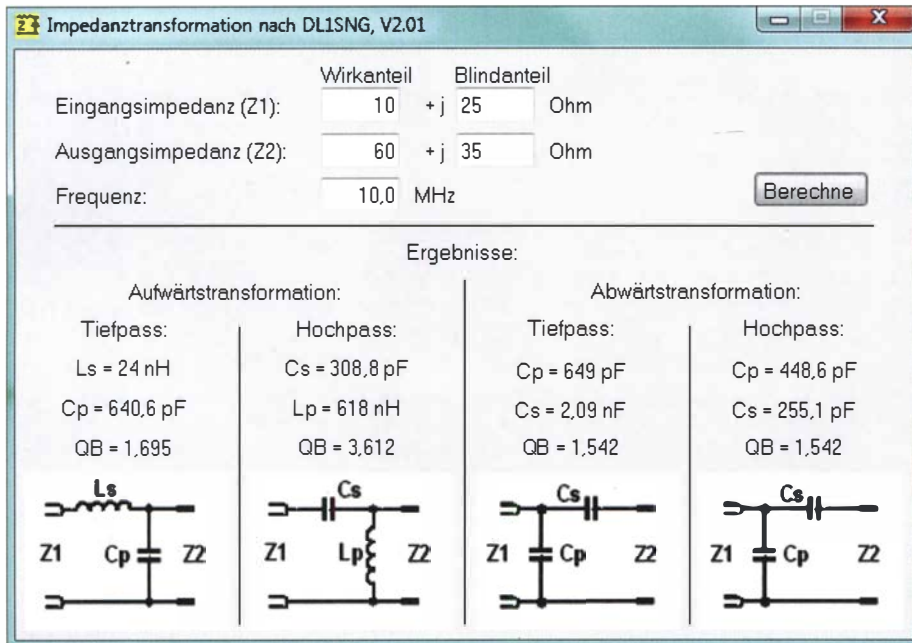 Impedanztransformation nach DL1SNG, V2.01
Wirkanteil Blindanteil
Eingangsimpedanz (Z1): 10 + j 25 Ohm
Ausgangsimpedanz (Z2): 60 + j 35 Ohm
Frequenz: 10,0 MHz
Berechne
Ergebnisse:
Aufwärtstransformation:
Tiefpass: Hochpass:
Ls = 24 nH Cs = 308,8 pF
Cp = 640,6 pF Lp = 618 nH
QB = 1,695 QB = 3,612
Ls Cs
Z1 Cp Z2 Z1 Lp Z2
Abwärtstransformation:
Tiefpass: Hochpass:
Cp = 649 pF Cp = 448,6 pF
Cs = 2,09 nF Cs = 255,1 pF
QB = 1,542 QB = 1,542
Cs Cs
Z1 Cp Z2 Z1 Cp Z2